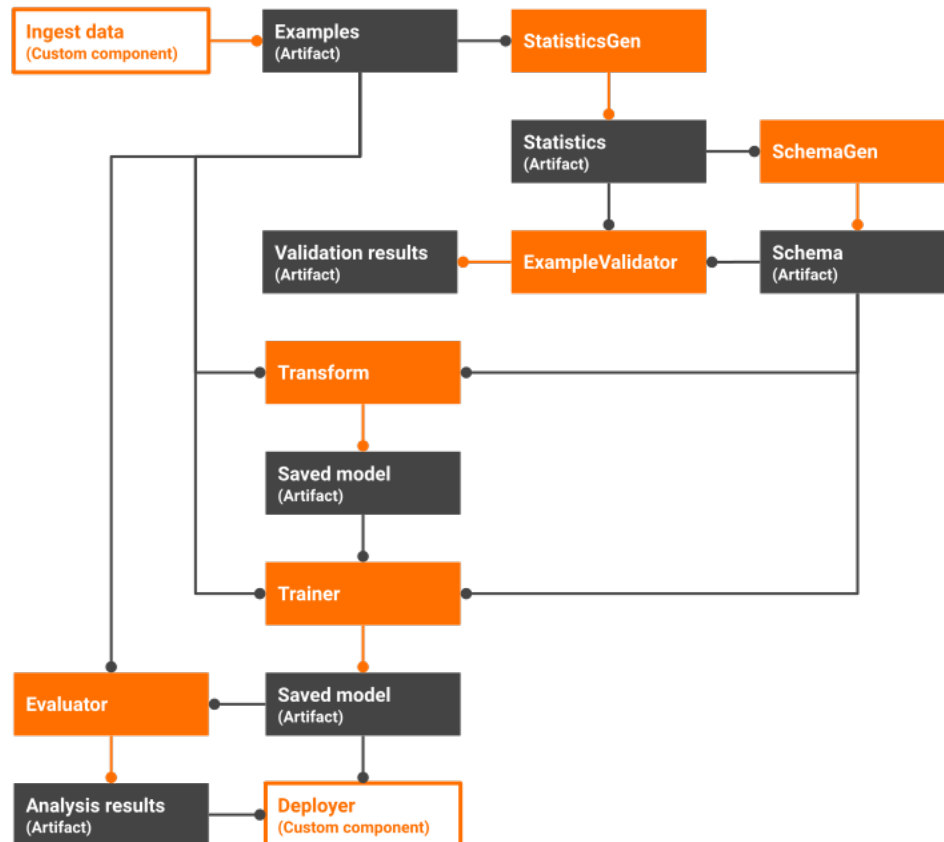 Ingest data
(Custom component)
Examples
(Artifact)
StatisticsGen
Statistics
(Artifact)
SchemaGen
Validation results
(Artifact)
ExampleValidator
Schema
(Artifact)
Transform
Saved model
(Artifact)
Trainer
Evaluator
Saved model
(Artifact)
Analysis results
(Artifact)
Deployer
(Custom component)